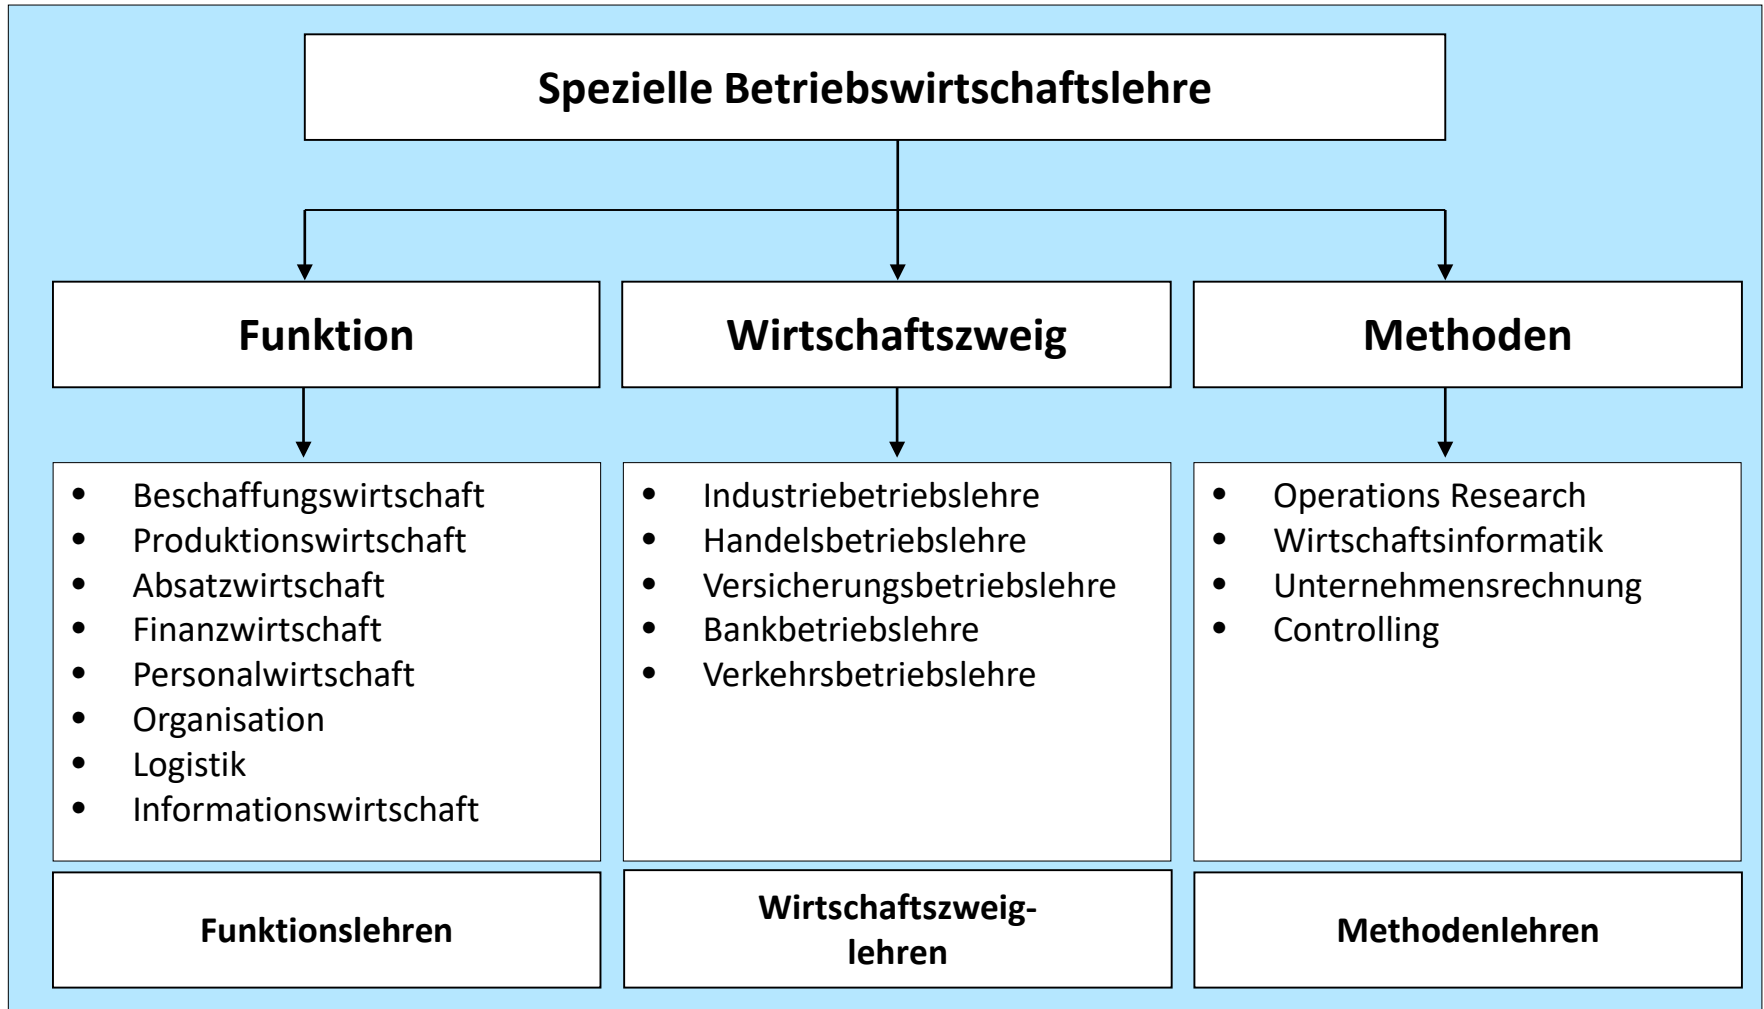 Spezielle Betriebswirtschaftslehre
Funktion
Wirtschaftszweig
Methoden
• Beschaffungswirtschaft
• Produktionswirtschaft
• Absatzwirtschaft
• Finanzwirtschaft
• Personalwirtschaft
• Organisation
• Logistik
• Informationswirtschaft
• Industriebetriebslehre
• Handelsbetriebslehre
• Versicherungsbetriebslehre
• Bankbetriebslehre
• Verkehrsbetriebslehre
• Operations Research
• Wirtschaftsinformatik
• Unternehmensrechnung
• Controlling
Funktionslehren
Wirtschaftszweig-
lehren
Methodenlehren